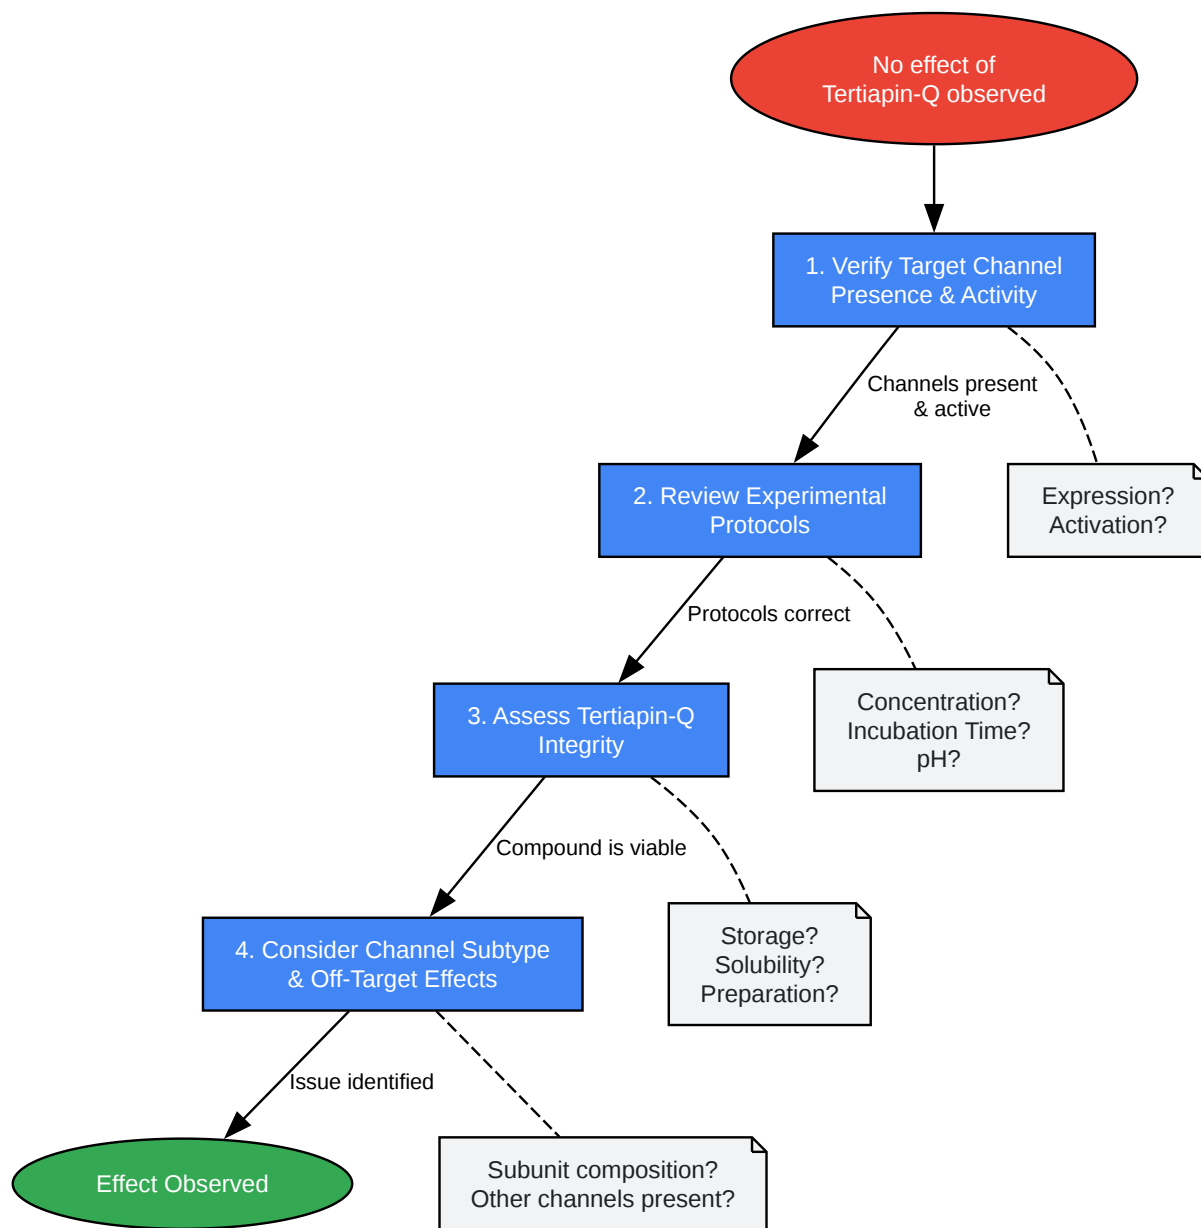 No effect of
Tertiapin-Q observed
1. Verify Target Channel
Presence & Activity
Channels present
& active
2. Review Experimental
Protocols
Expression?
Activation?
Protocols correct
3. Assess Tertiapin-Q
Integrity
Concentration?
Incubation Time?
pH?
Compound is viable
4. Consider Channel Subtype
& Off-Target Effects
Storage?
Solubility?
Preparation?
Issue identified
Effect Observed
Subunit composition?
Other channels present?